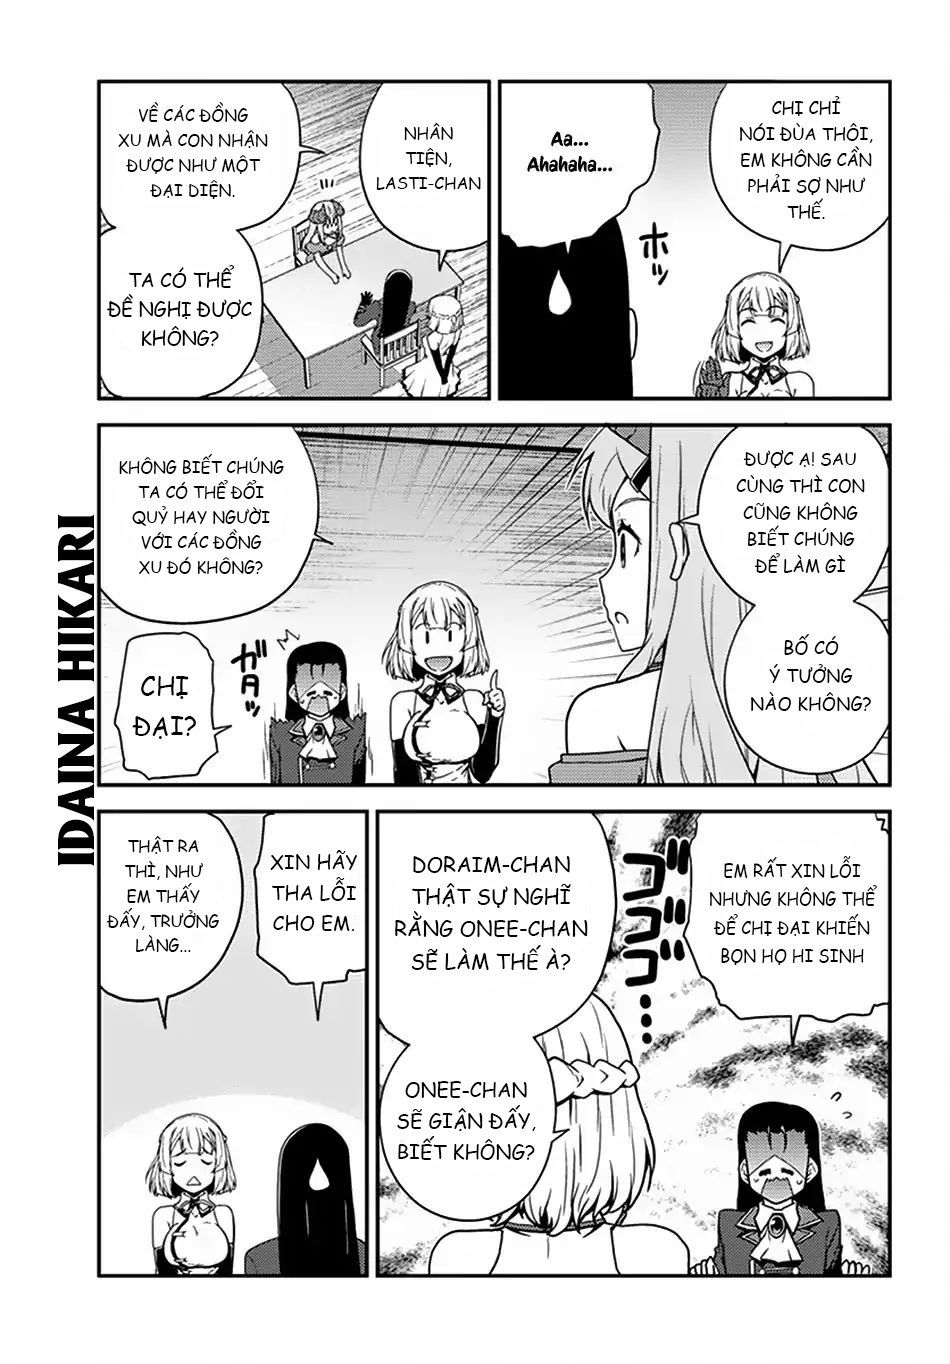 CHỊ CHỈ
NÓI ĐÙA THÔI,
EM KHÔNG CẦN
PHẢI SỢ NHƯ
THẾ.
Aa...
Ahahaha...
ホッ
NHÂN
TIỆN,
LASTI-CHAN
VỀ CÁC ĐỒNG
XU MÀ CON NHẬN
ĐƯỢC NHƯ MỘT
ĐẠI DIỆN.
TA CÓ THỂ
ĐỀ NGHỊ ĐƯỢC
KHÔNG?
ĐƯỢC Ạ! SAU
CÙNG THÌ CON
CŨNG KHÔNG
BIẾT CHÚNG
ĐỂ LÀM GÌ
BỐ CÓ
Ý TƯỞNG
NÀO KHÔNG?
KHÔNG BIẾT CHÚNG
TA CÓ THỂ ĐỔI
QUỶ HAY NGƯỜI
VỚI CÁC ĐỒNG
XU ĐÓ KHÔNG?
ガタッ
CHỊ
ĐẠI?
IDAINA HIKARI
EM RẤT XIN LỖI
NHƯNG KHÔNG THỂ
ĐỂ CHỊ ĐẠI KHIẾN
BỌN HỌ HI SINH
ゴゴゴゴ...
DORAIM-CHAN
THẬT SỰ NGHĨ
RẰNG ONEE-CHAN
SẼ LÀM THẾ À?
ONEE-CHAN
SẼ GIẬN ĐẤY,
BIẾT KHÔNG?
XIN HÃY
THA LỖI
CHO EM.
THẬT RA
THÌ, NHƯ
EM THẤY
ĐẤY, TRƯỞNG
LÀNG...